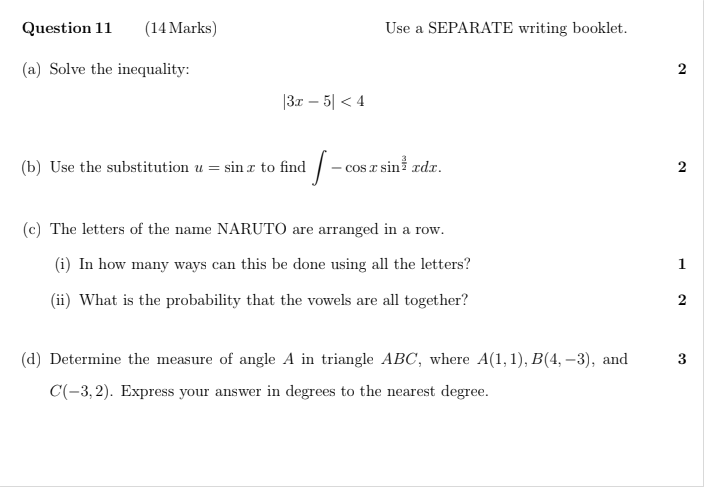 Question 11 (14 Marks) Use a SEPARATE writing booklet.
(a) Solve the inequality: 2
|3x − 5| < 4
(b) Use the substitution u = sin x to find ∫ − cos x sin^{3/2} xdx. 2
(c) The letters of the name NARUTO are arranged in a row.
(i) In how many ways can this be done using all the letters? 1
(ii) What is the probability that the vowels are all together? 2
(d) Determine the measure of angle A in triangle ABC, where A(1, 1), B(4, −3), and 3
C(−3, 2). Express your answer in degrees to the nearest degree.